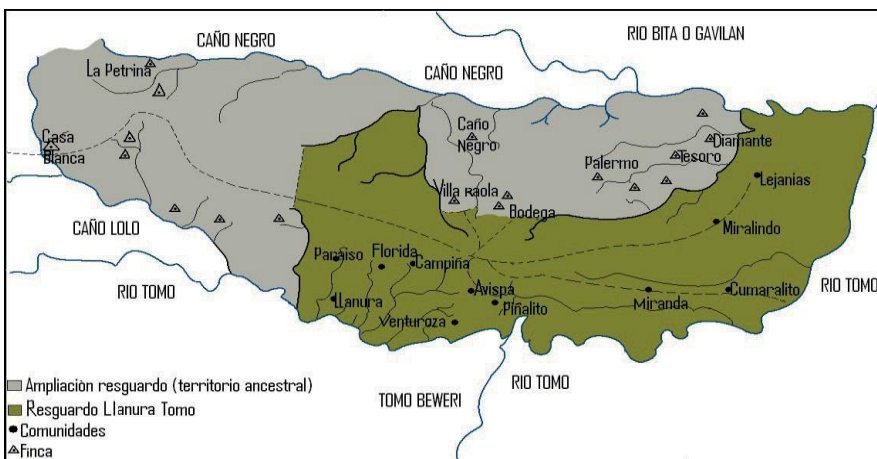 CAÑO NEGRO
RIO BITA O GAVILAN
La Petrina
CAÑO NEGRO
Caño
Negro
Diamante
Casa
Blanca
Tesoro
Palermo
Lejanias
Villa raola
Bodega
Miralindo
CAÑO LOLO
Paraiso
Florida
Campiña
RIO TOMO
Avispa
Cumaralito
RIO TOMO
Llanura
Piñalito
Miranda
Venturoza
RIO TOMO
TOMO BEWERI
Ampliaciòn resguardo (territorio ancestral)
Resguardo Llanura Tomo
Comunidades
Finca